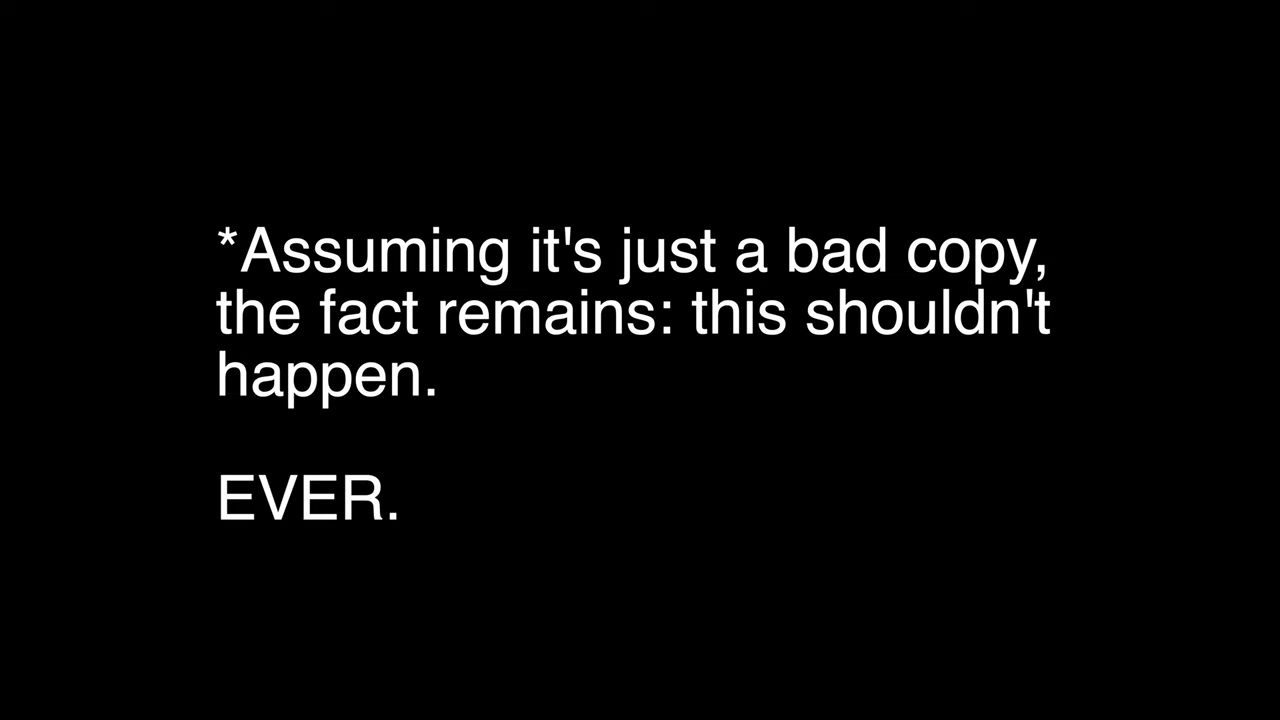 *Assuming it's just a bad copy,
the fact remains: this shouldn't
happen.
EVER.